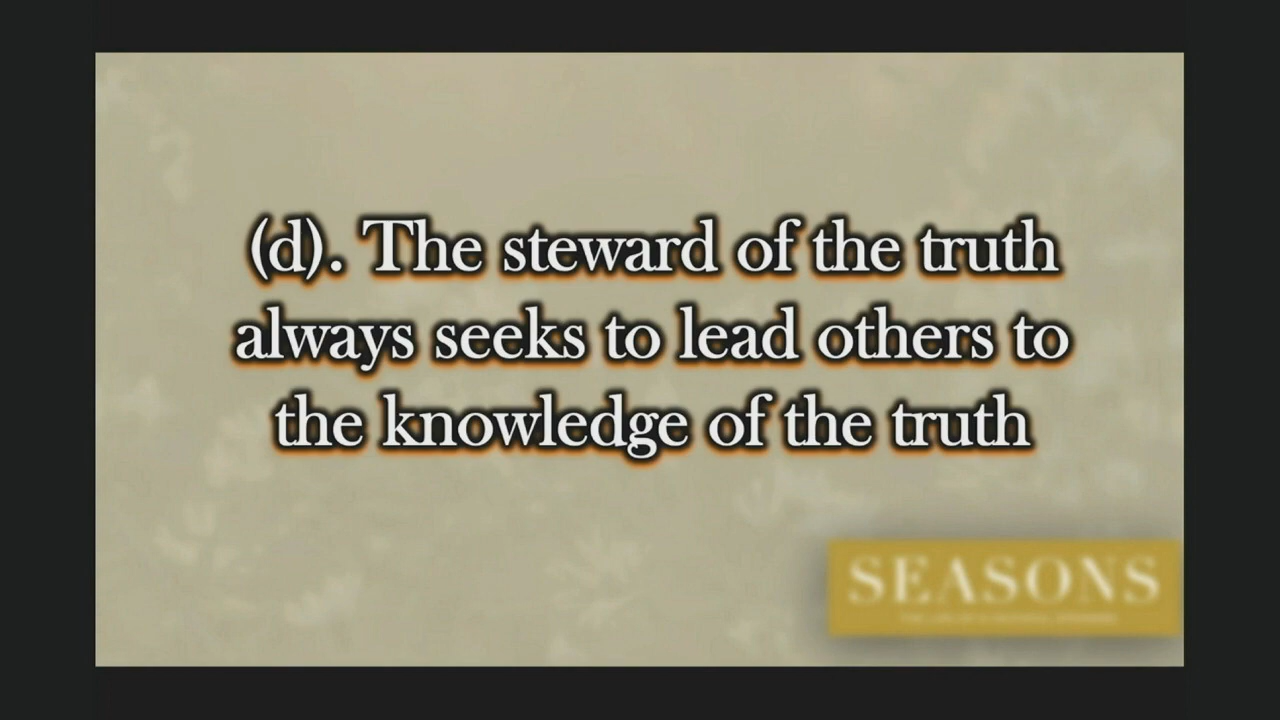 (d). The steward of the truth
always seeks to lead others to
the knowledge of the truth
SEASONS